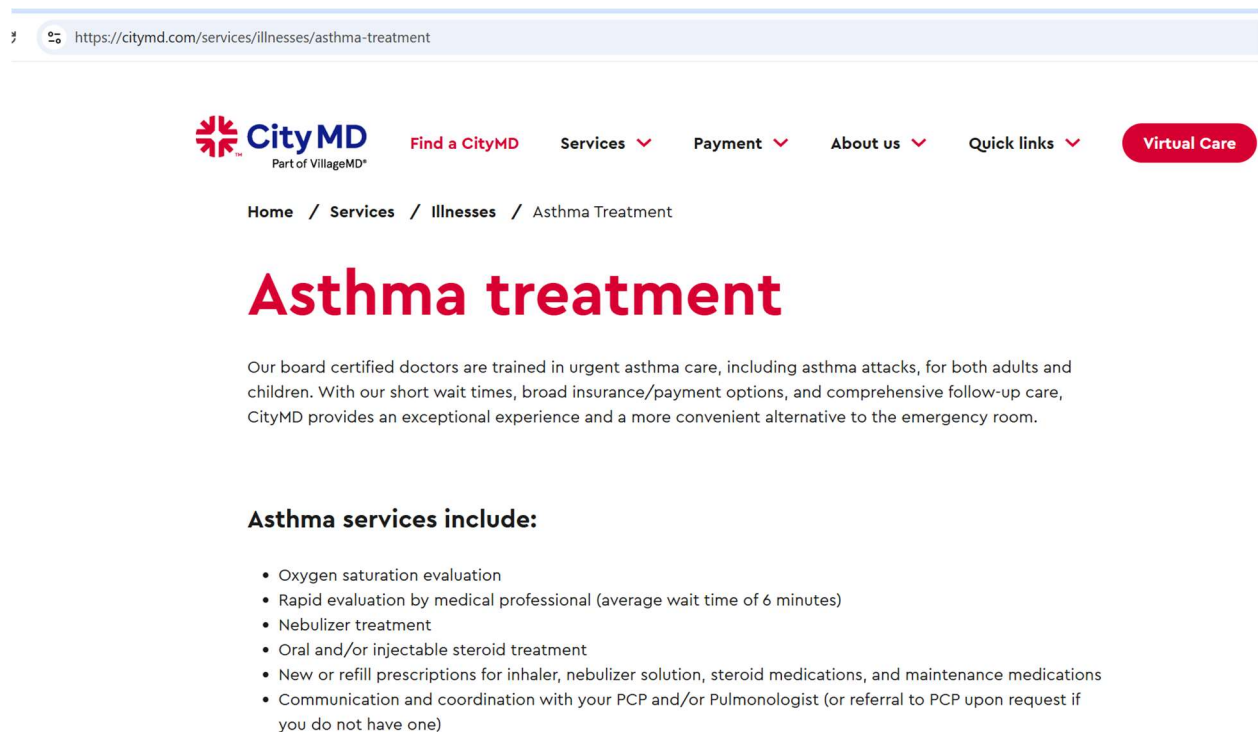 https://citymd.com/services/illnesses/asthma-treatment
CityMD
Part of VillageMD®
Find a CityMD
Services
Payment
About us
Quick links
Virtual Care
Home / Services / Illnesses / Asthma Treatment
Asthma treatment
Our board certified doctors are trained in urgent asthma care, including asthma attacks, for both adults and
children. With our short wait times, broad insurance/payment options, and comprehensive follow-up care,
CityMD provides an exceptional experience and a more convenient alternative to the emergency room.
Asthma services include:
• Oxygen saturation evaluation
• Rapid evaluation by medical professional (average wait time of 6 minutes)
• Nebulizer treatment
• Oral and/or injectable steroid treatment
• New or refill prescriptions for inhaler, nebulizer solution, steroid medications, and maintenance medications
• Communication and coordination with your PCP and/or Pulmonologist (or referral to PCP upon request if
you do not have one)